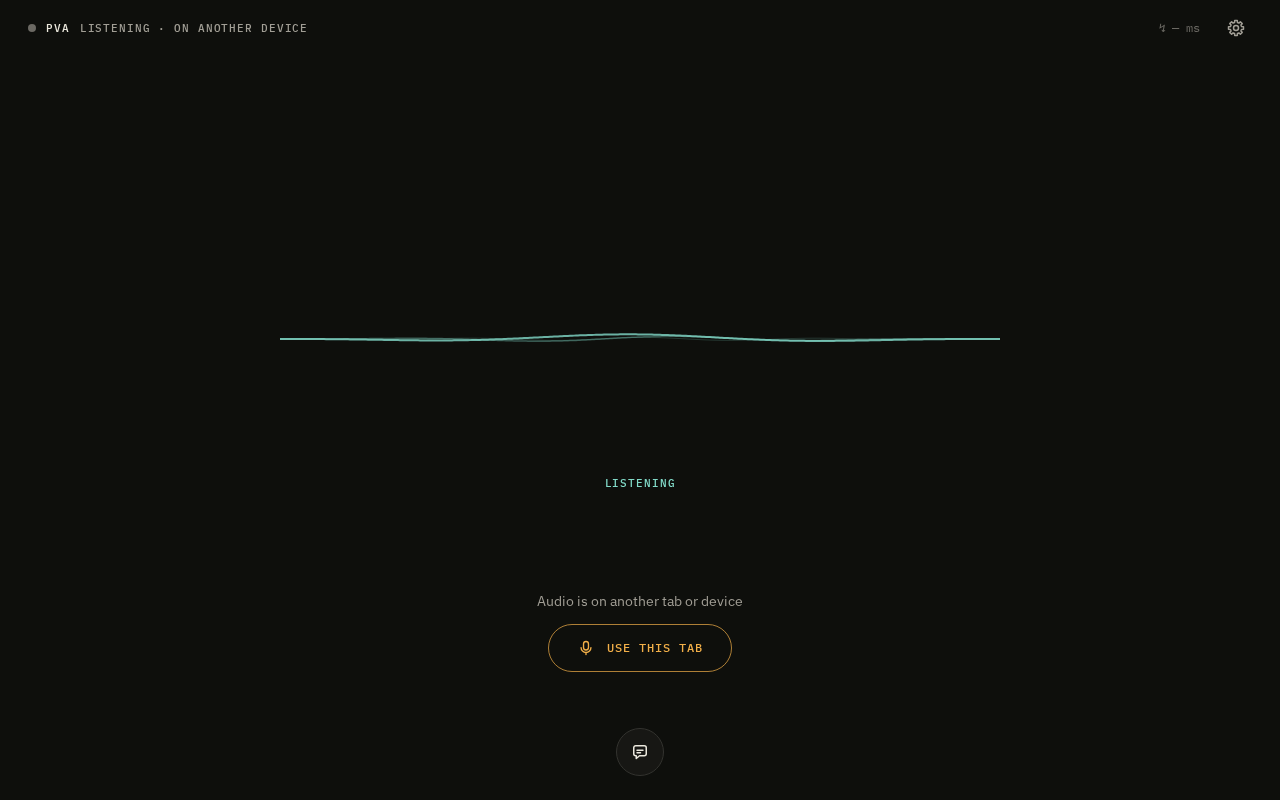 PVA LISTENING · ON ANOTHER DEVICE
↯ — ms
LISTENING
Audio is on another tab or device
USE THIS TAB